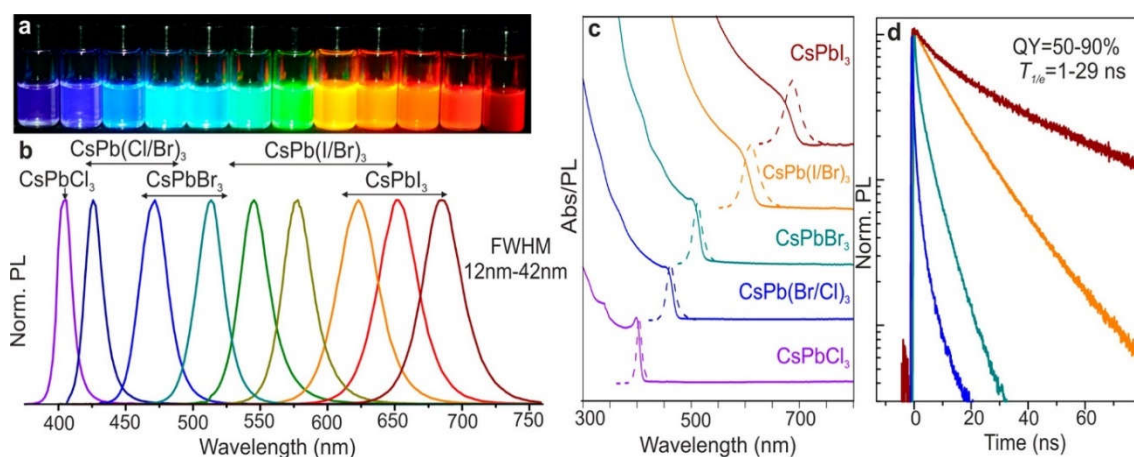 a
b
CsPb(Cl/Br)₃
CsPb(I/Br)₃
CsPbCl₃
CsPbBr₃
CsPbI₃
FWHM
12nm-42nm
Norm. PL
400 450 500 550 600 650 700 750
Wavelength (nm)
c
CsPbI₃
CsPb(I/Br)₃
CsPbBr₃
CsPb(Br/Cl)₃
CsPbCl₃
Abs/PL
300 500 700
Wavelength (nm)
d
QY=50-90%
T1/e=1-29 ns
Norm. PL
0 20 40 60
Time (ns)